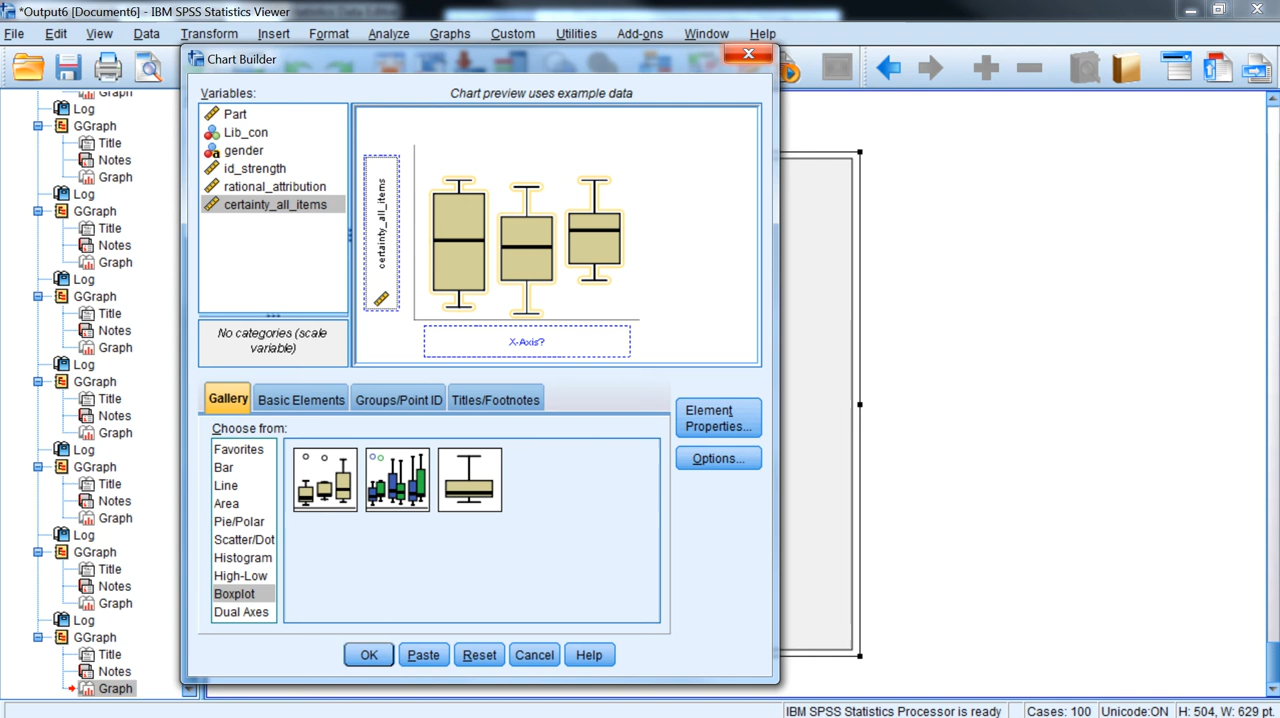 *Output6 [Document6] - IBM SPSS Statistics Viewer
File Edit View Data Transform Insert Format Analyze Graphs Custom Utilities Add-ons Window Help
Graph
Log
GGraph
Title
Notes
Graph
Log
GGraph
Title
Notes
Graph
Log
GGraph
Title
Notes
Graph
Log
GGraph
Title
Notes
Graph
Log
GGraph
Title
Notes
Graph
Log
GGraph
Title
Notes
Graph
Log
GGraph
Title
Notes
Graph
Chart Builder
Variables:
Chart preview uses example data
Part
Lib_con
gender
id_strength
rational_attribution
certainty_all_items
No categories (scale
variable)
certainty_all_items
X-Axis?
Gallery Basic Elements Groups/Point ID Titles/Footnotes
Choose from:
Favorites
Bar
Line
Area
Pie/Polar
Scatter/Dot
Histogram
High-Low
Boxplot
Dual Axes
Element
Properties...
Options...
OK Paste Reset Cancel Help
IBM SPSS Statistics Processor is ready Cases: 100 Unicode:ON H: 504, W: 629 pt.